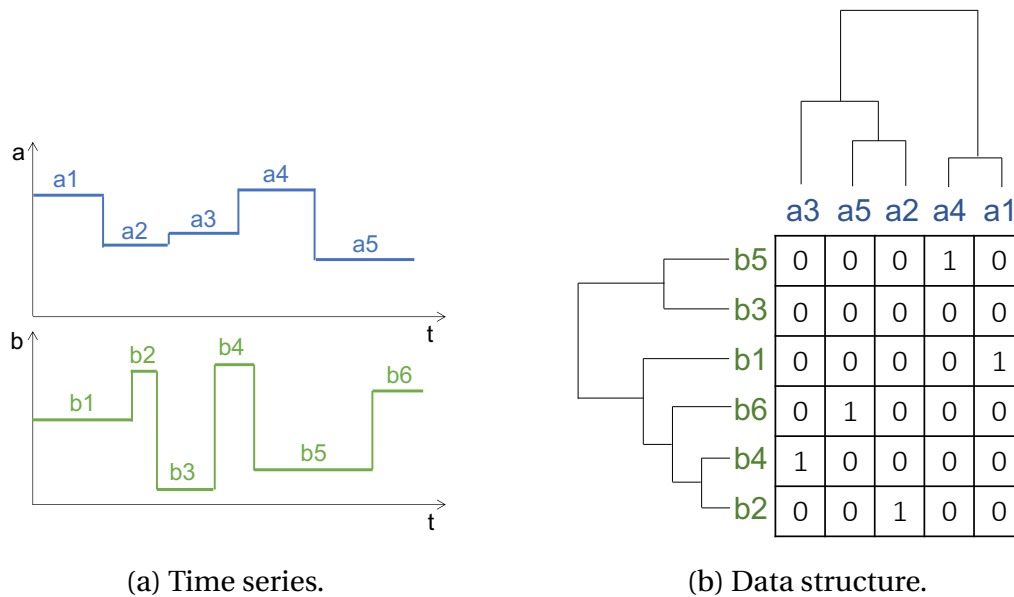 a
a1
a2
a3
a4
a5
t
b
b1
b2
b3
b4
b5
b6
t
(a) Time series.
a3 a5 a2 a4 a1
b5 0 0 0 1 0
b3 0 0 0 0 0
b1 0 0 0 0 1
b6 0 1 0 0 0
b4 1 0 0 0 0
b2 0 0 1 0 0
(b) Data structure.